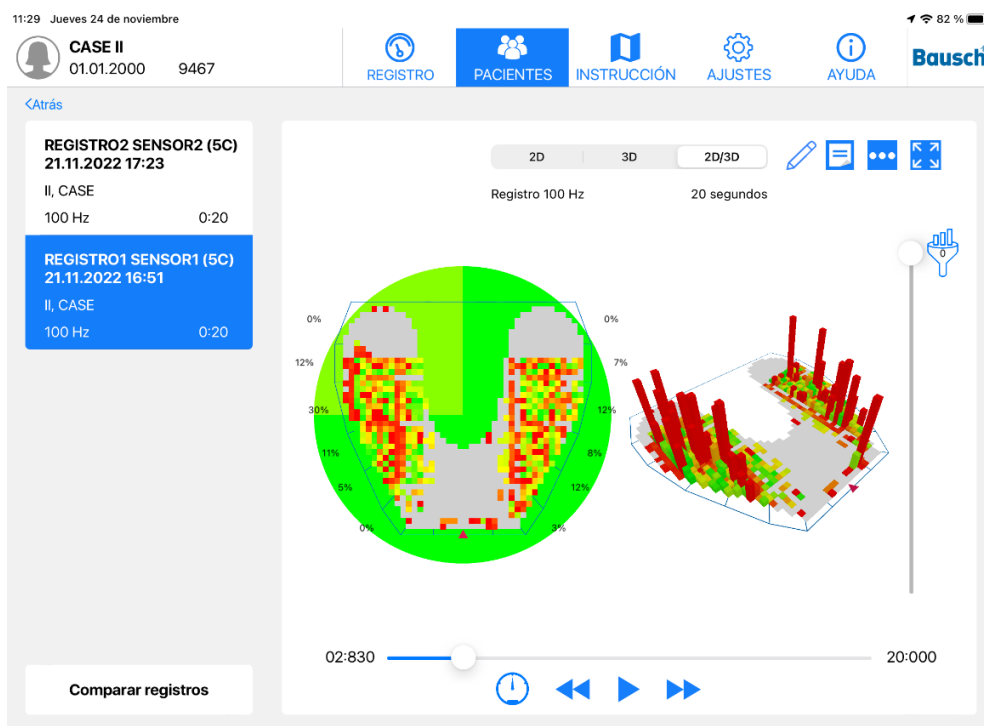 11:29 Jueves 24 de noviembre
82 %
CASE II
01.01.2000 9467
REGISTRO
PACIENTES
INSTRUCCIÓN
AJUSTES
AYUDA
Bausch
Atrás
REGISTRO2 SENSOR2 (5C)
21.11.2022 17:23
II, CASE
100 Hz 0:20
REGISTRO1 SENSOR1 (5C)
21.11.2022 16:51
II, CASE
100 Hz 0:20
2D
3D
2D/3D
Registro 100 Hz
20 segundos
0
0%
0%
12%
7%
30%
12%
11%
8%
5%
12%
0%
3%
02:830
20:000
Comparar registros